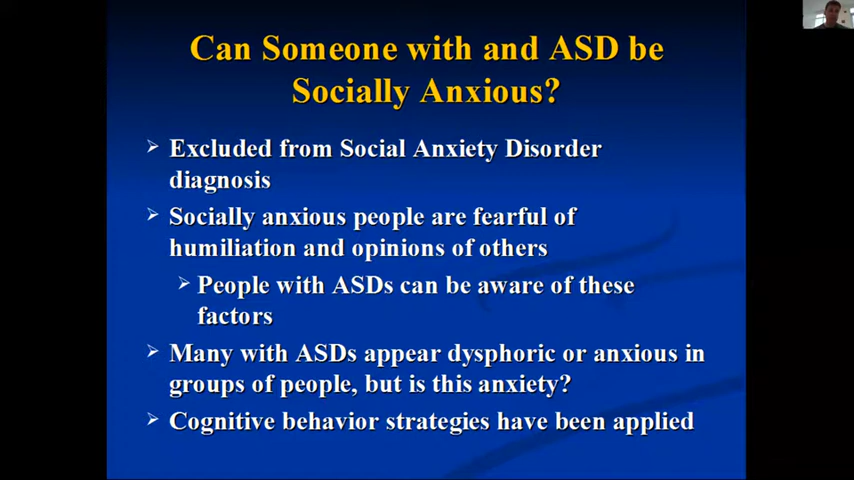 Can Someone with and ASD be
Socially Anxious?
Excluded from Social Anxiety Disorder
diagnosis
Socially anxious people are fearful of
humiliation and opinions of others
People with ASDs can be aware of these
factors
Many with ASDs appear dysphoric or anxious in
groups of people, but is this anxiety?
Cognitive behavior strategies have been applied